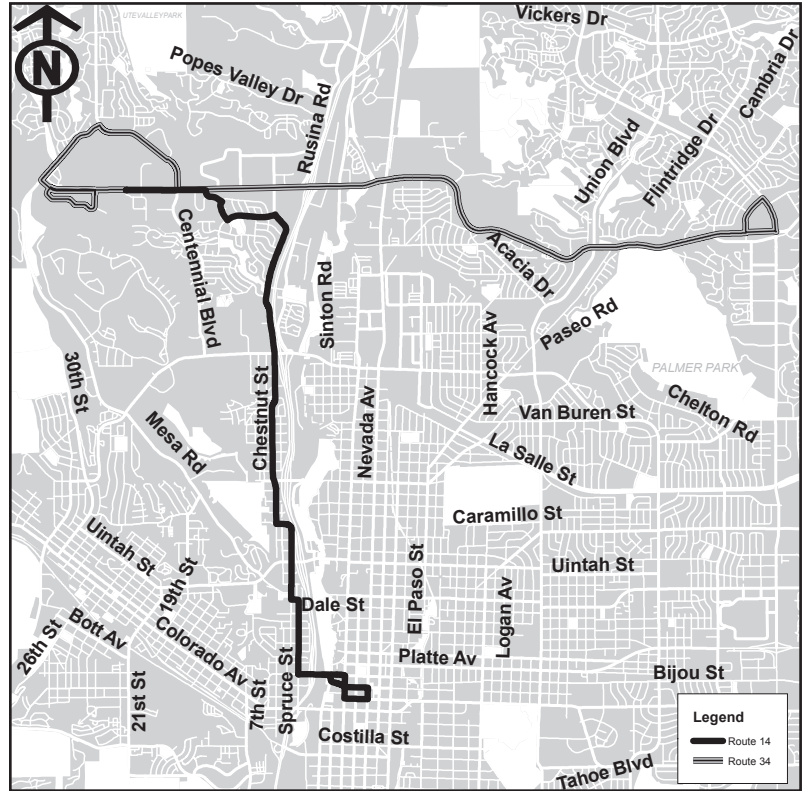 UTE VALLEY PARK
Vickers Dr
N
Popes Valley Dr
Rusina Rd
Cambria Dr
Union Blvd
Flintridge Dr
Centennial Blvd
Acacia Dr
Sinton Rd
Paseo Rd
Hancock Av
30th St
PALMER PARK
Chestnut St
Nevada Av
Van Buren St
Chelton Rd
Mesa Rd
La Salle St
Caramillo St
Uintah St
Uintah St
19th St
El Paso St
Logan Av
Dale St
26th St
Bott Av
Colorado Av
Platte Av
Bijou St
21st St
7th St
Spruce St
Costilla St
Tahoe Blvd
Legend
Route 14
Route 34